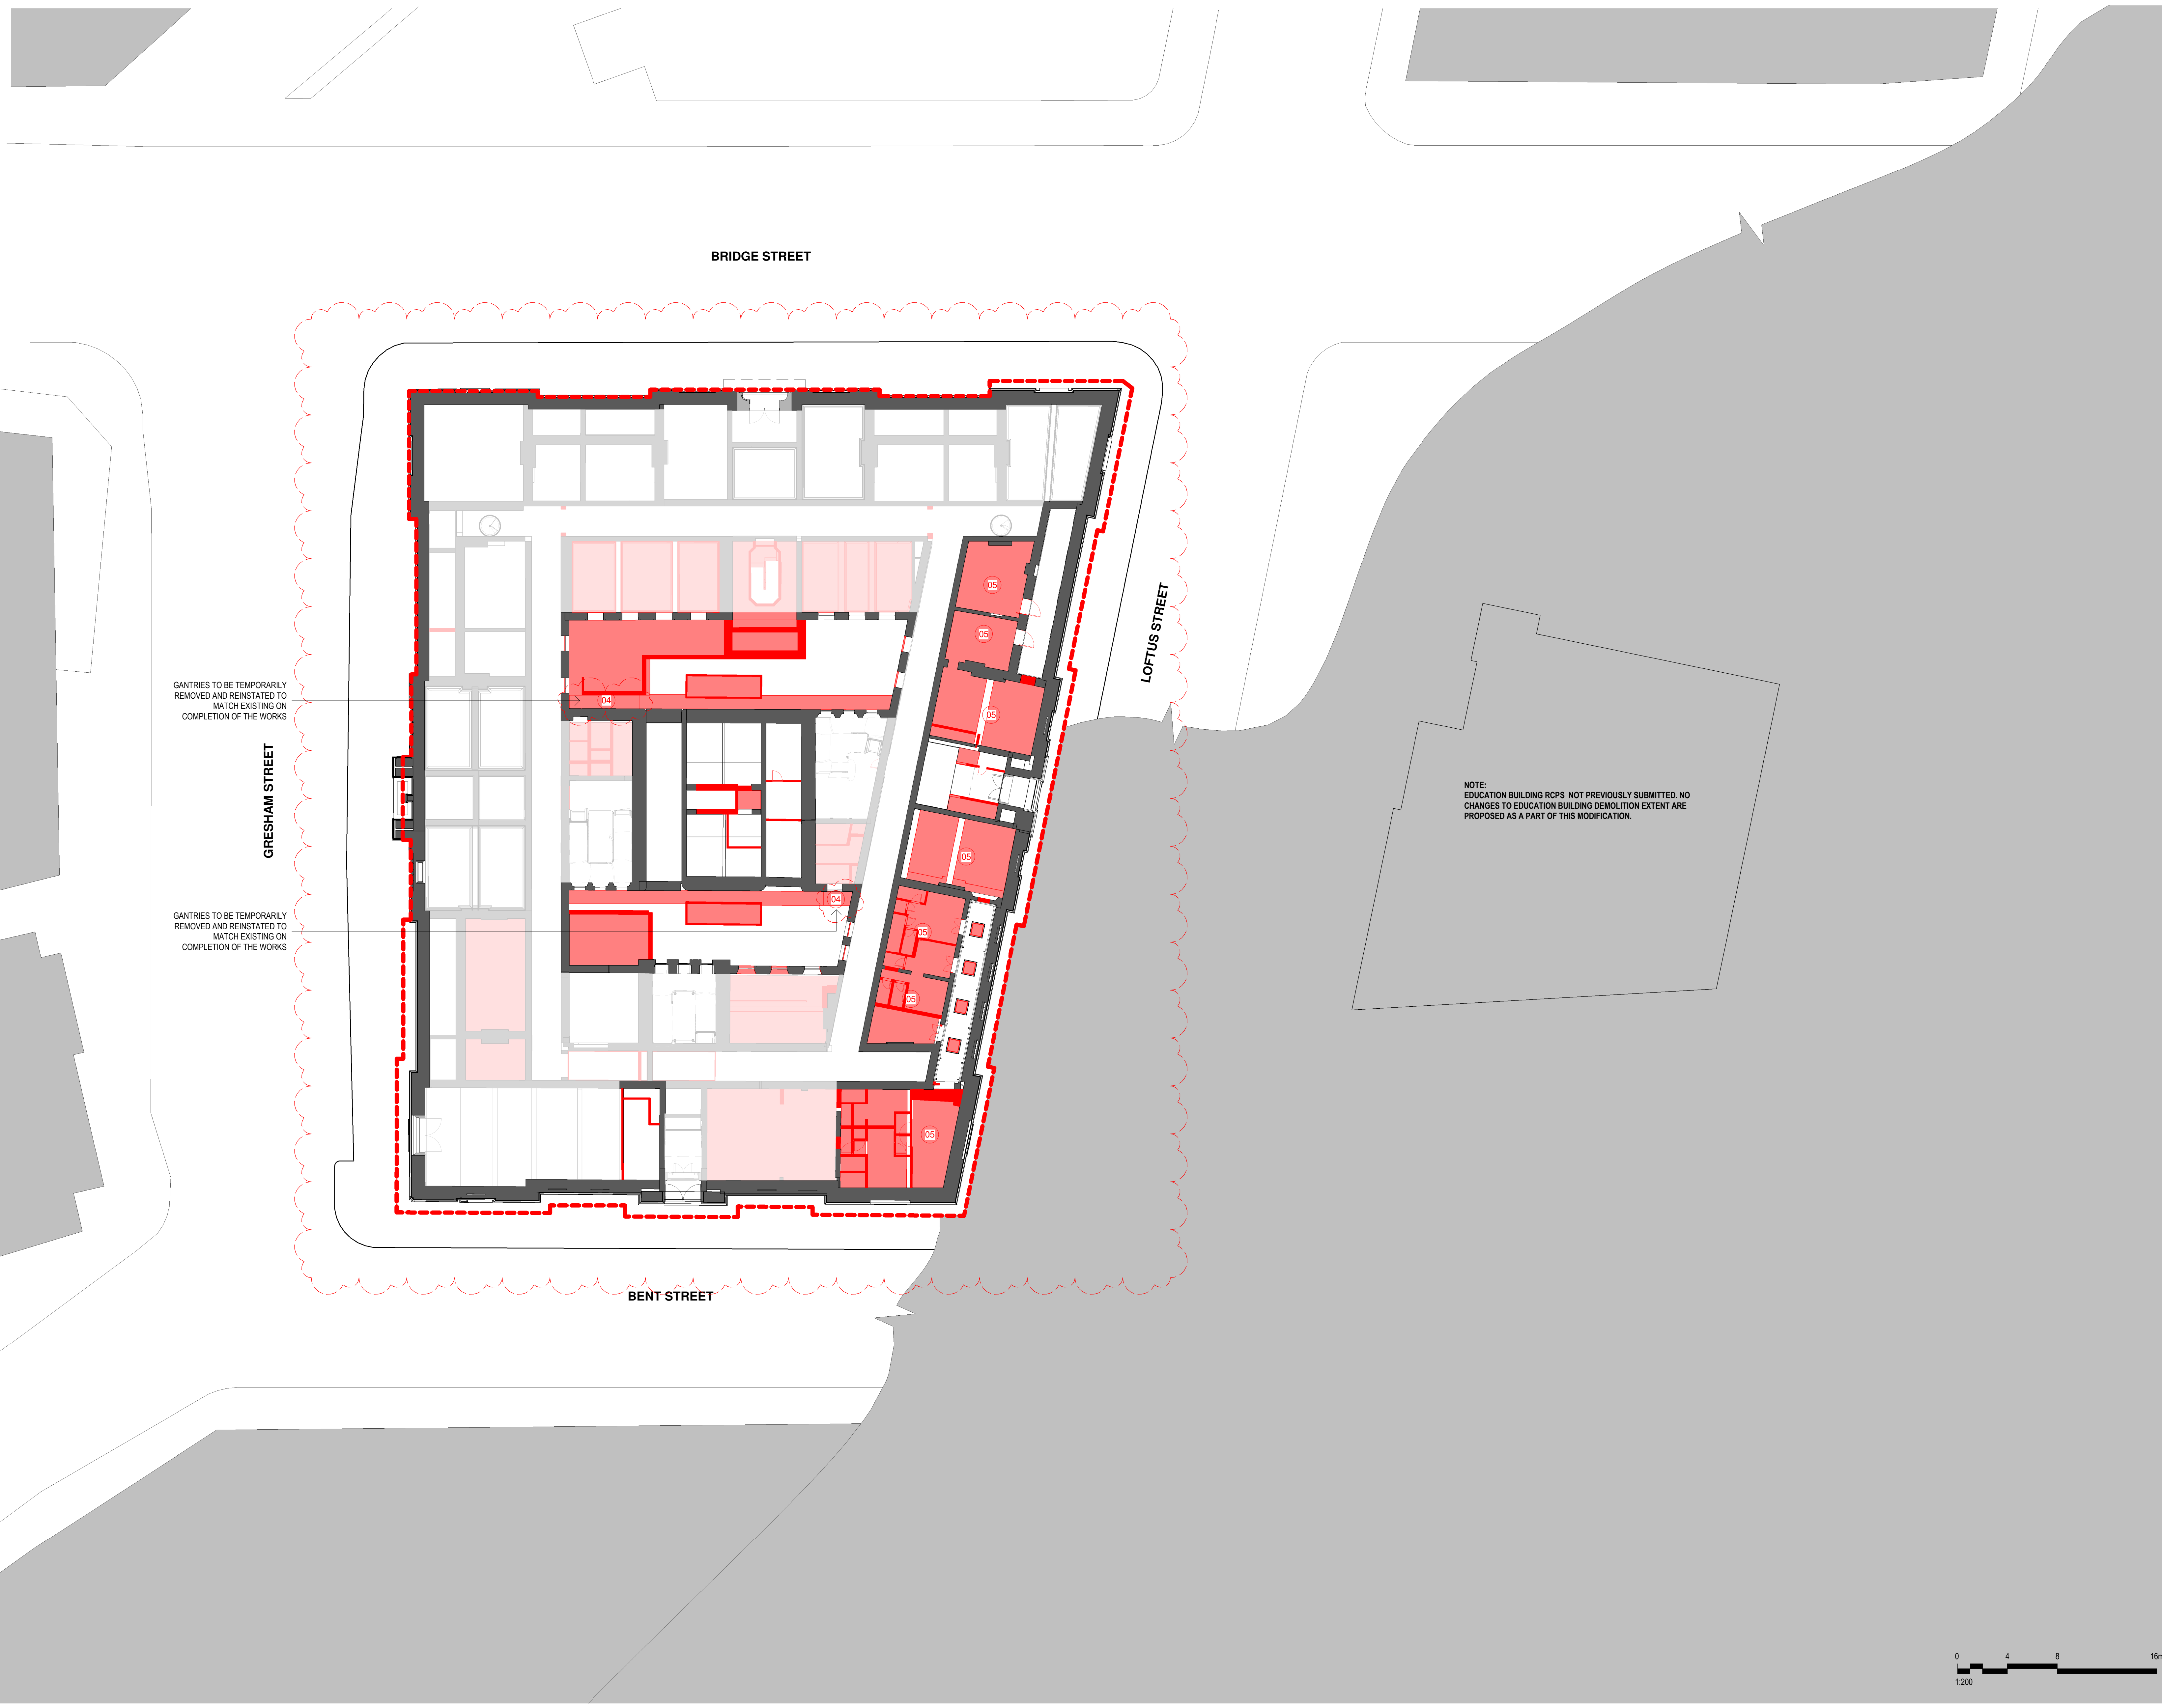 BRIDGE STREET
05
05
LOFTUS STREET
GANTRIES TO BE TEMPORARILY
REMOVED AND REINSTATED TO
MATCH EXISTING ON
COMPLETION OF THE WORKS
04
05
GRESHAM STREET
NOTE:
EDUCATION BUILDING RCPS NOT PREVIOUSLY SUBMITTED. NO
CHANGES TO EDUCATION BUILDING DEMOLITION EXTENT ARE
PROPOSED AS A PART OF THIS MODIFICATION.
05
04
GANTRIES TO BE TEMPORARILY
REMOVED AND REINSTATED TO
MATCH EXISTING ON
COMPLETION OF THE WORKS
05
05
05
BENT STREET
0 4 8 16m
1:200